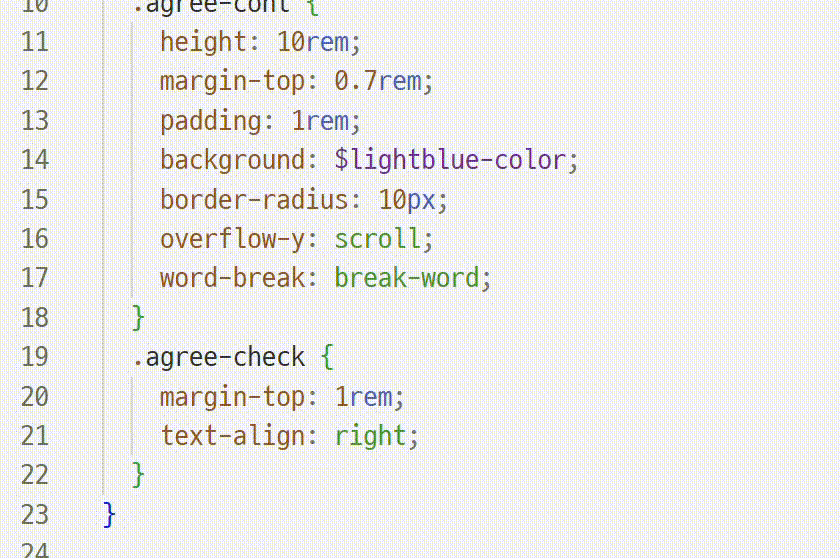 10 .agree-cont {
11 height: 10rem;
12 margin-top: 0.7rem;
13 padding: 1rem;
14 background: $lightblue-color;
15 border-radius: 10px;
16 overflow-y: scroll;
17 word-break: break-word;
18 }
19 .agree-check {
20 margin-top: 1rem;
21 text-align: right;
22 }
23 }
24